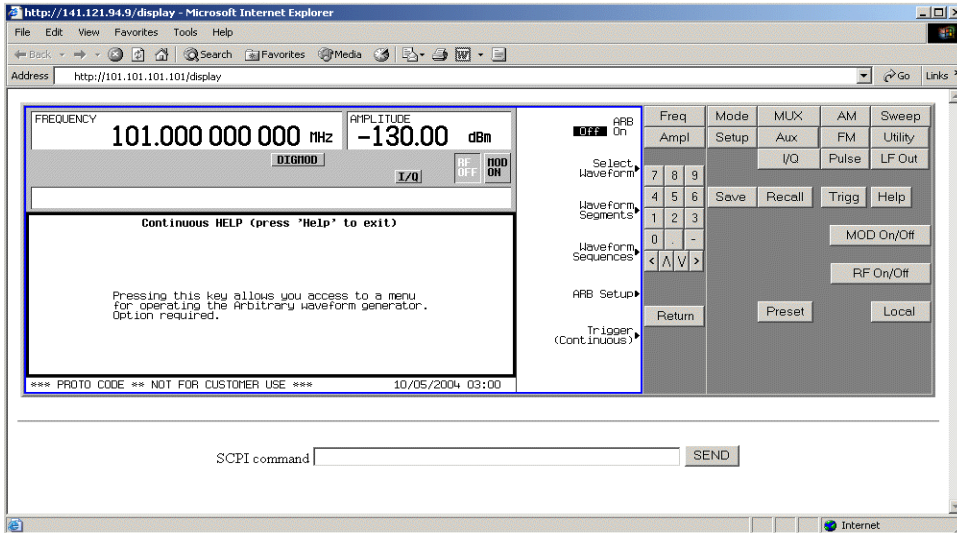 http://141.121.94.9/display - Microsoft Internet Explorer
File Edit View Favorites Tools Help
Back Search Favorites Media
Address http://101.101.101.101/display Go Links
FREQUENCY
101.000 000 000 MHz
AMPLITUDE
-130.00 dBm
DIGMOD
I/Q
RF OFF
MOD ON
Continuous HELP (press 'Help' to exit)
Pressing this key allows you access to a menu
for operating the Arbitrary waveform generator.
Option required.
*** PROTO CODE ** NOT FOR CUSTOMER USE *** 10/05/2004 03:00
ARB
Off On
Select
Waveform
Waveform
Segments
Waveform
Sequences
ARB Setup
Trigger
(Continuous)
Freq Mode MUX AM Sweep
Ampl Setup Aux FM Utility
I/Q Pulse LF Out
7 8 9
4 5 6 Save Recall Trigg Help
1 2 3
0 . - MOD On/Off
< Λ V >
RF On/Off
Return Preset Local
SCPI command SEND
Internet